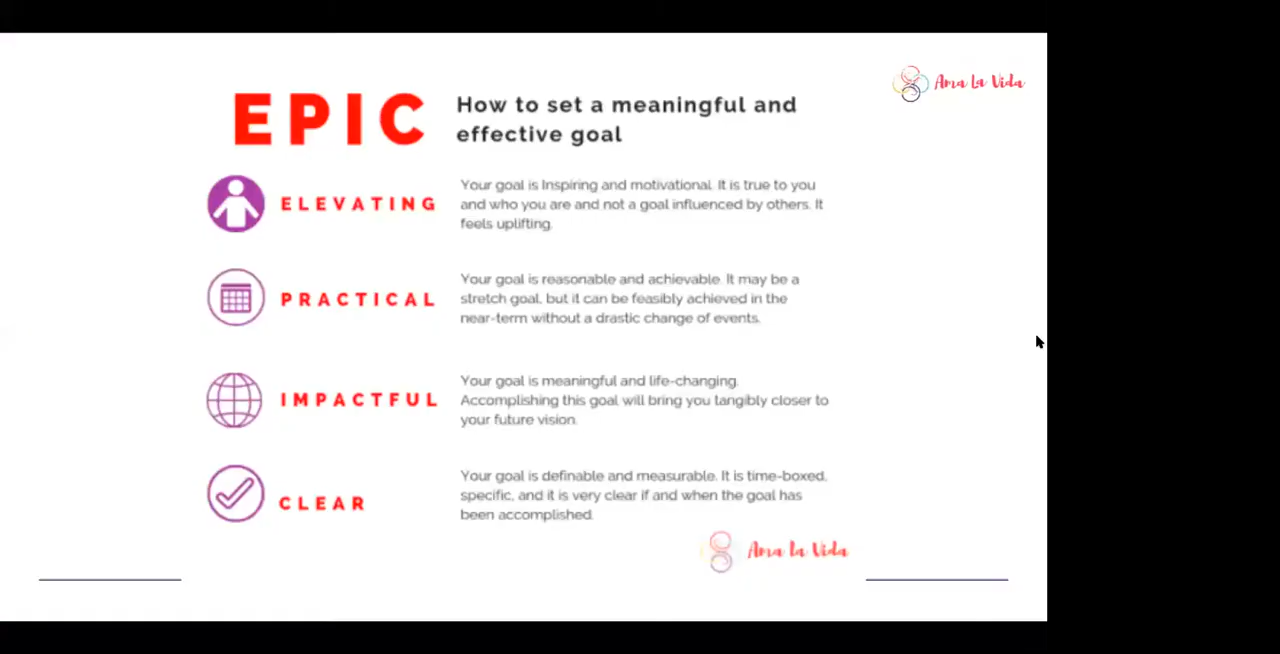 Ama La Vida
EPIC
How to set a meaningful and
effective goal
ELEVATING
Your goal is Inspiring and motivational. It is true to you
and who you are and not a goal influenced by others. It
feels uplifting.
PRACTICAL
Your goal is reasonable and achievable. It may be a
stretch goal, but it can be feasibly achieved in the
near-term without a drastic change of events.
IMPACTFUL
Your goal is meaningful and life-changing.
Accomplishing this goal will bring you tangibly closer to
your future vision.
CLEAR
Your goal is definable and measurable. It is time-boxed,
specific, and it is very clear if and when the goal has
been accomplished.
Ama la Vida